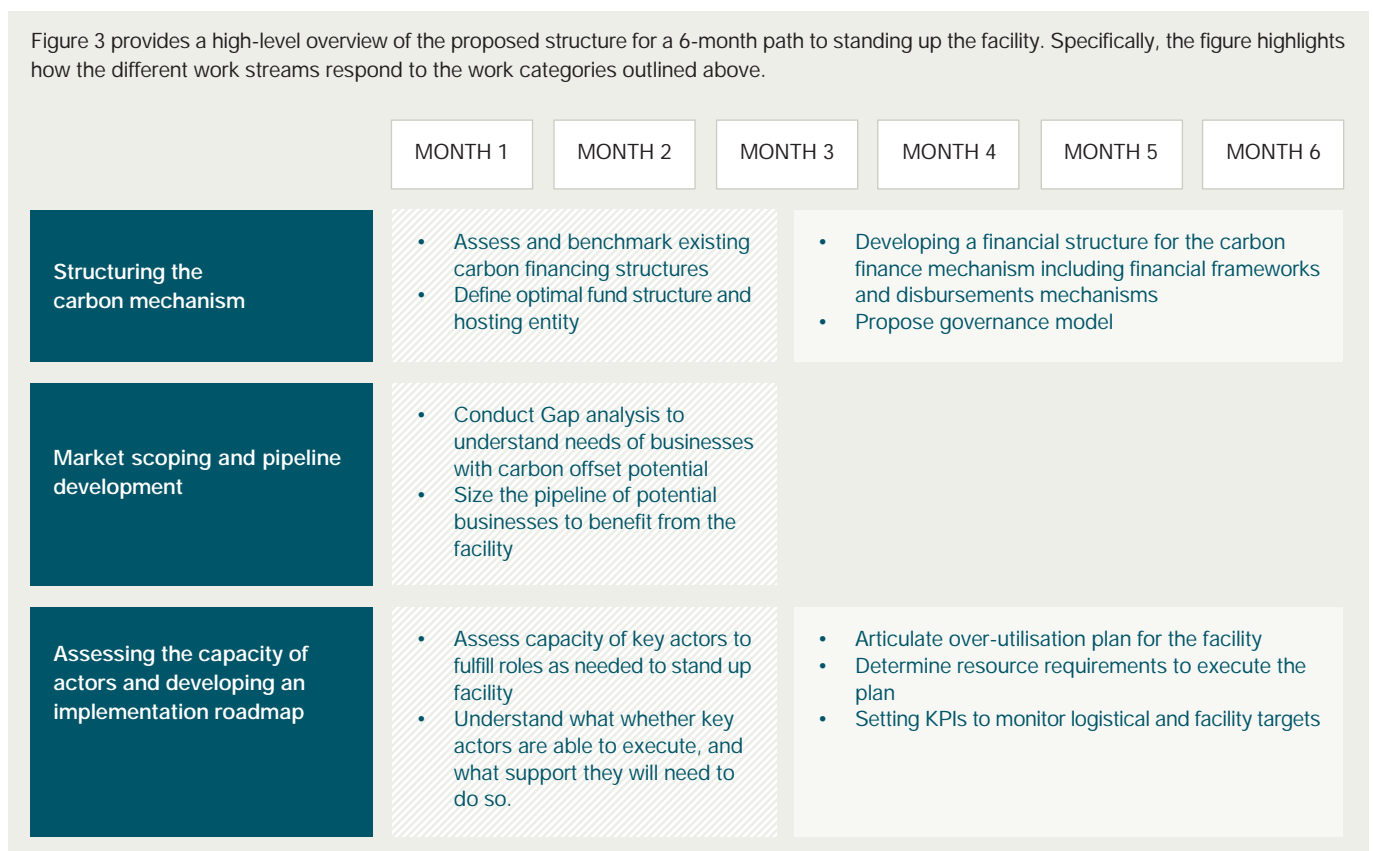 Figure 3 provides a high-level overview of the proposed structure for a 6-month path to standing up the facility. Specifically, the figure highlights
how the different work streams respond to the work categories outlined above.
MONTH 1
MONTH 2
MONTH 3
MONTH 4
MONTH 5
MONTH 6
Structuring the
carbon mechanism
• Assess and benchmark existing
carbon financing structures
• Define optimal fund structure and
hosting entity
• Developing a financial structure for the carbon
finance mechanism including financial frameworks
and disbursements mechanisms
• Propose governance model
Market scoping and pipeline
development
• Conduct Gap analysis to
understand needs of businesses
with carbon offset potential
• Size the pipeline of potential
businesses to benefit from the
facility
Assessing the capacity of
actors and developing an
implementation roadmap
• Assess capacity of key actors to
fulfill roles as needed to stand up
facility
• Understand what whether key
actors are able to execute, and
what support they will need to
do so.
• Articulate over-utilisation plan for the facility
• Determine resource requirements to execute the
plan
• Setting KPIs to monitor logistical and facility targets